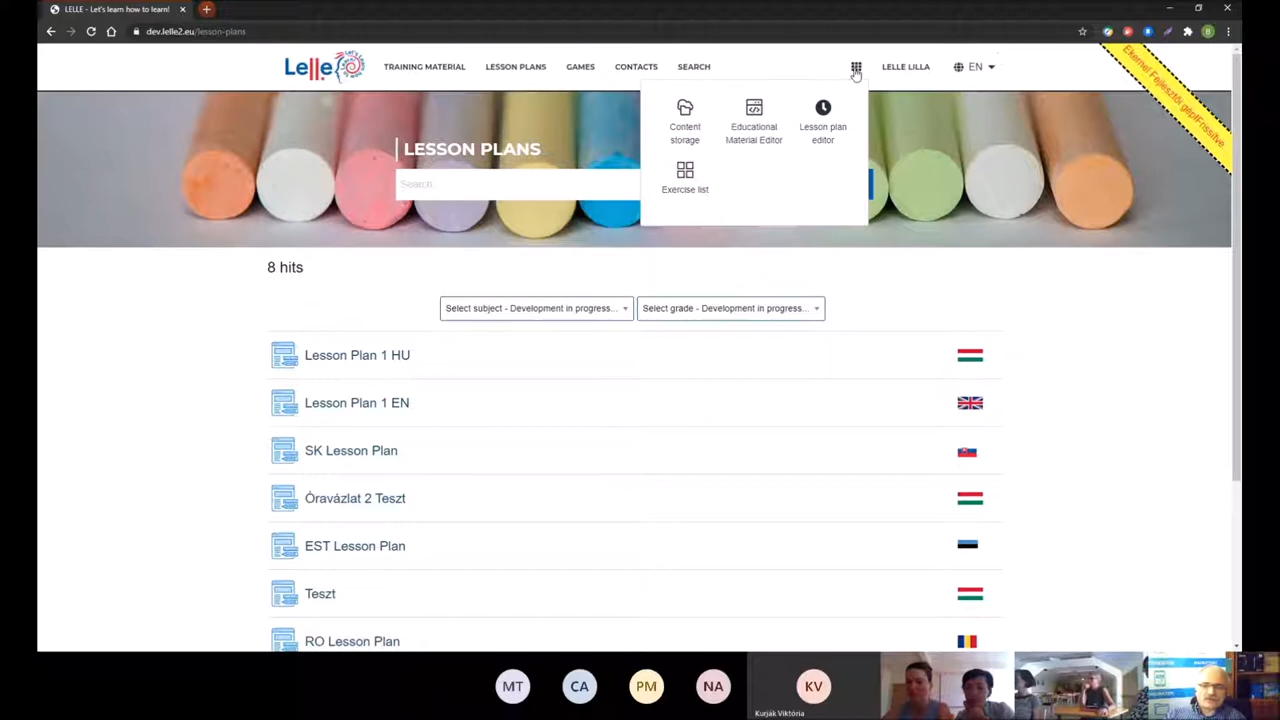 LELLE - Let's learn how to learn!
dev.lelle2.eu/lesson-plans
B
Lelle Let's Learn
TRAINING MATERIAL
LESSON PLANS
GAMES
CONTACTS
SEARCH
LELLE LILLA
EN
Content
storage
Educational
Material Editor
Lesson plan
editor
Exercise list
LESSON PLANS
Search
8 hits
Select subject - Development in progress...
Select grade - Development in progress...
Lesson Plan 1 HU
Lesson Plan 1 EN
SK Lesson Plan
Óravázlat 2 Teszt
EST Lesson Plan
Teszt
RO Lesson Plan
MT
CA
PM
NA
KV
Kurják Viktória